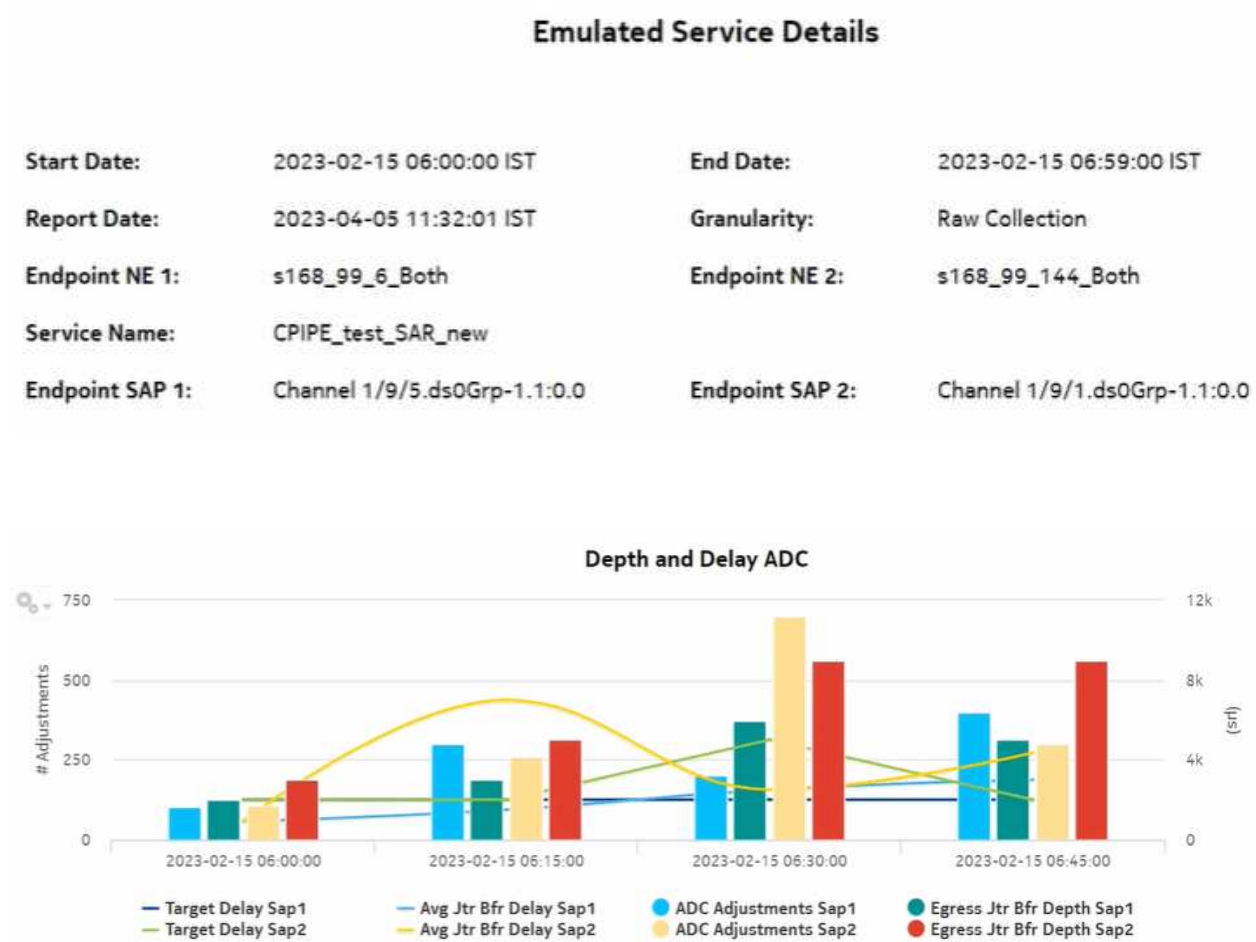 Emulated Service Details
Start Date: 2023-02-15 06:00:00 IST End Date: 2023-02-15 06:59:00 IST
Report Date: 2023-04-05 11:32:01 IST Granularity: Raw Collection
Endpoint NE 1: s168_99_6_Both Endpoint NE 2: s168_99_144_Both
Service Name: CPIPE_test_SAR_new
Endpoint SAP 1: Channel 1/9/5.ds0Grp-1.1:0.0 Endpoint SAP 2: Channel 1/9/1.ds0Grp-1.1:0.0
Depth and Delay ADC
750 12k
500 8k
# Adjustments
(µs)
250 4k
0 0
2023-02-15 06:00:00 2023-02-15 06:15:00 2023-02-15 06:30:00 2023-02-15 06:45:00
Target Delay Sap1 Avg Jtr Bfr Delay Sap1 ADC Adjustments Sap1 Egress Jtr Bfr Depth Sap1
Target Delay Sap2 Avg Jtr Bfr Delay Sap2 ADC Adjustments Sap2 Egress Jtr Bfr Depth Sap2